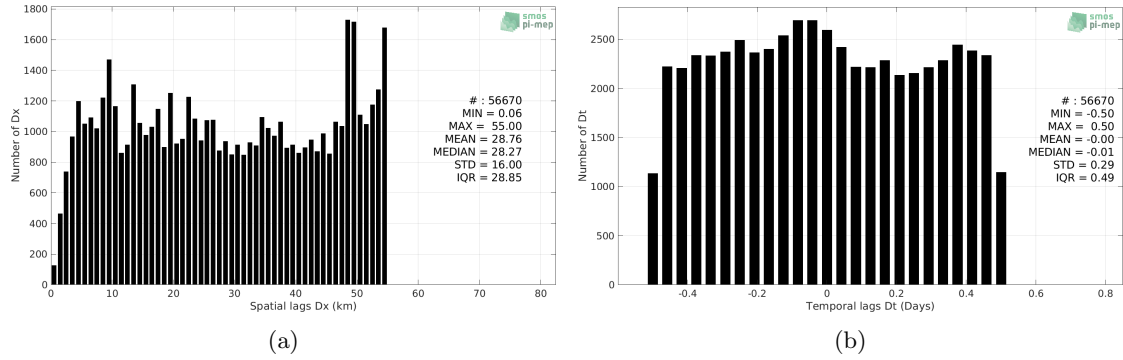 1800
1600
1400
1200
1000
800
600
400
200
0
Number of Dx
0 10 20 30 40 50 60 70 80
Spatial lags Dx (km)
smos
pi-mep
# : 56670
MIN = 0.06
MAX = 55.00
MEAN = 28.76
MEDIAN = 28.27
STD = 16.00
IQR = 28.85
(a)
2500
2000
1500
1000
500
0
Number of Dt
-0.4 -0.2 0 0.2 0.4 0.6 0.8
Temporal lags Dt (Days)
smos
pi-mep
# : 56670
MIN = -0.50
MAX = 0.50
MEAN = -0.00
MEDIAN = -0.01
STD = 0.29
IQR = 0.49
(b)